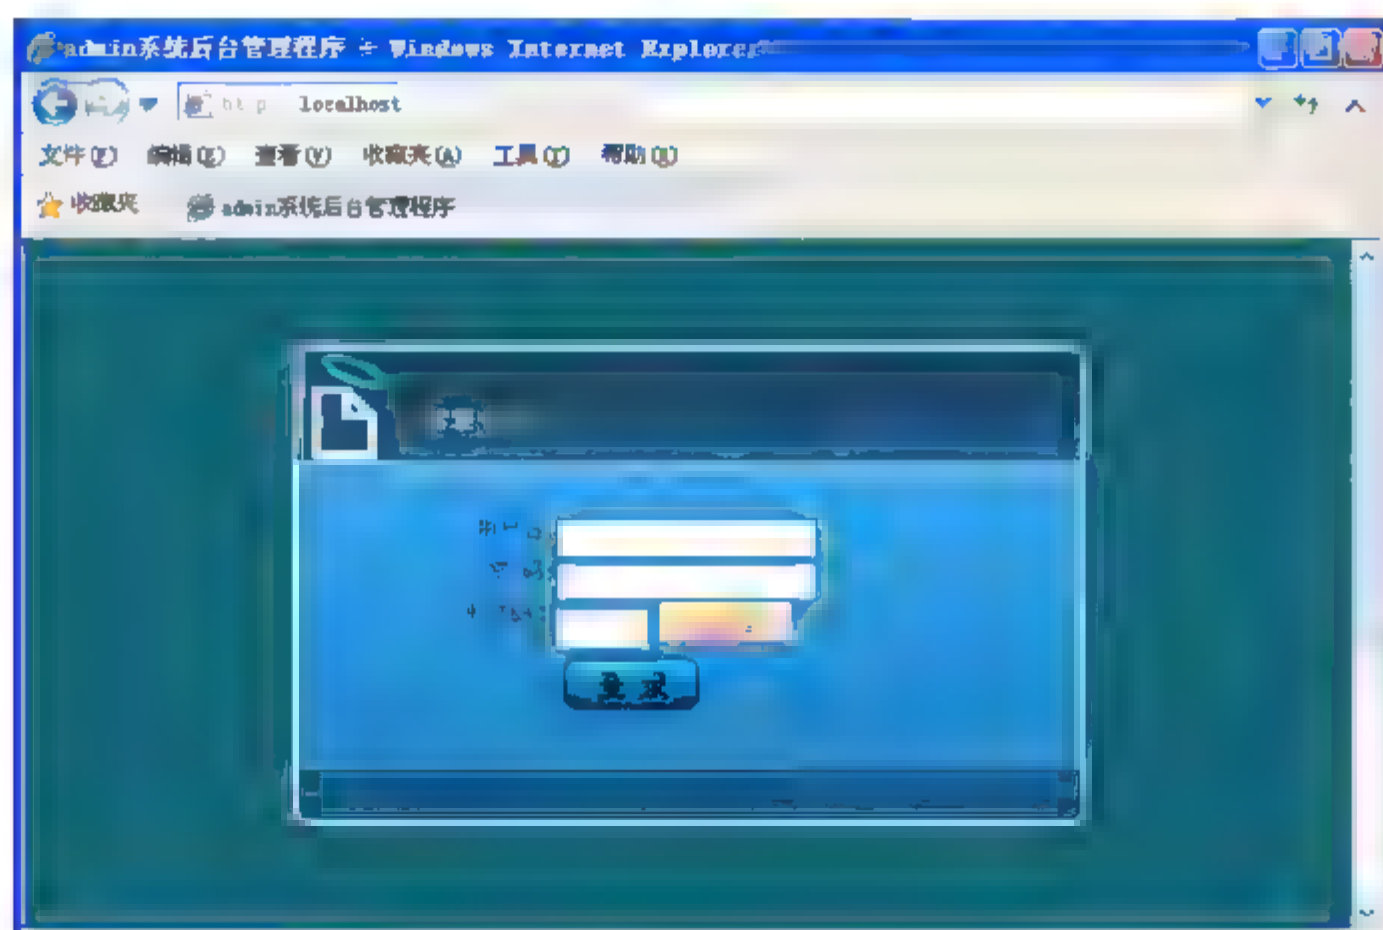 admin系统后台管理程序 - Windows Internet Explorer
http localhost
文件(F) 编辑(E) 查看(V) 收藏夹(A) 工具(T) 帮助(H)
收藏夹 admin系统后台管理程序
登录